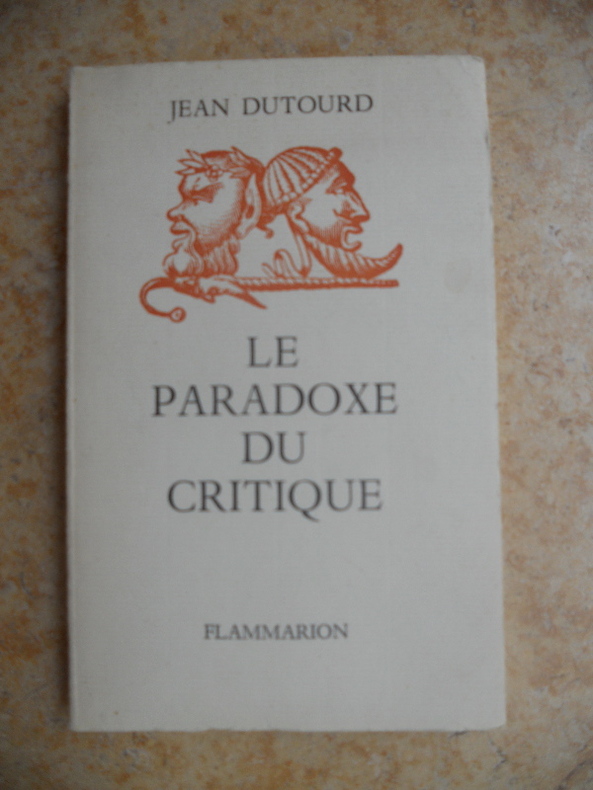 JEAN DUTOURD
LE
PARADOXE
DU
CRITIQUE
FLAMMARION